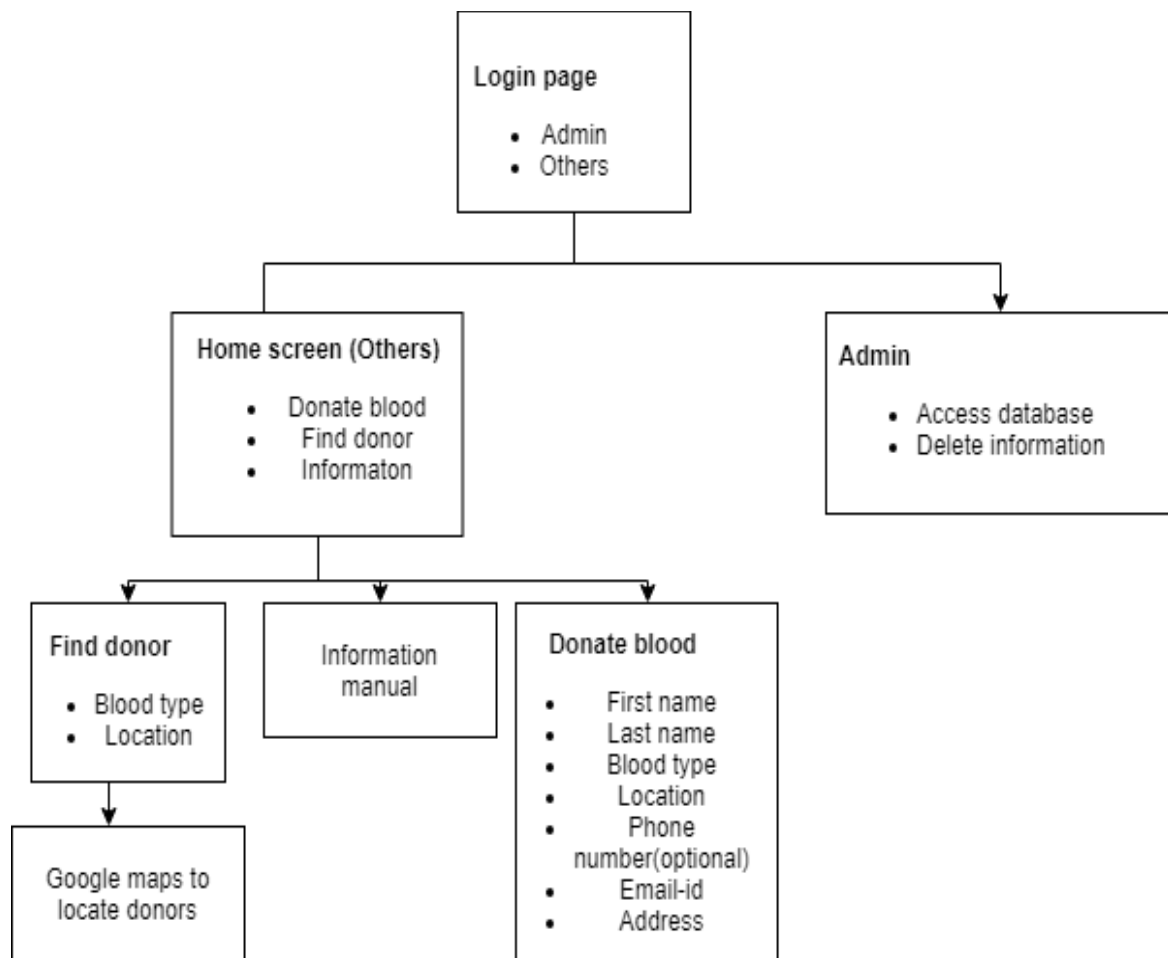 Login page
• Admin
• Others
Home screen (Others)
• Donate blood
• Find donor
• Informaton
Admin
• Access database
• Delete information
Find donor
• Blood type
• Location
Information
manual
Donate blood
• First name
• Last name
• Blood type
• Location
• Phone
number(optional)
• Email-id
• Address
Google maps to
locate donors